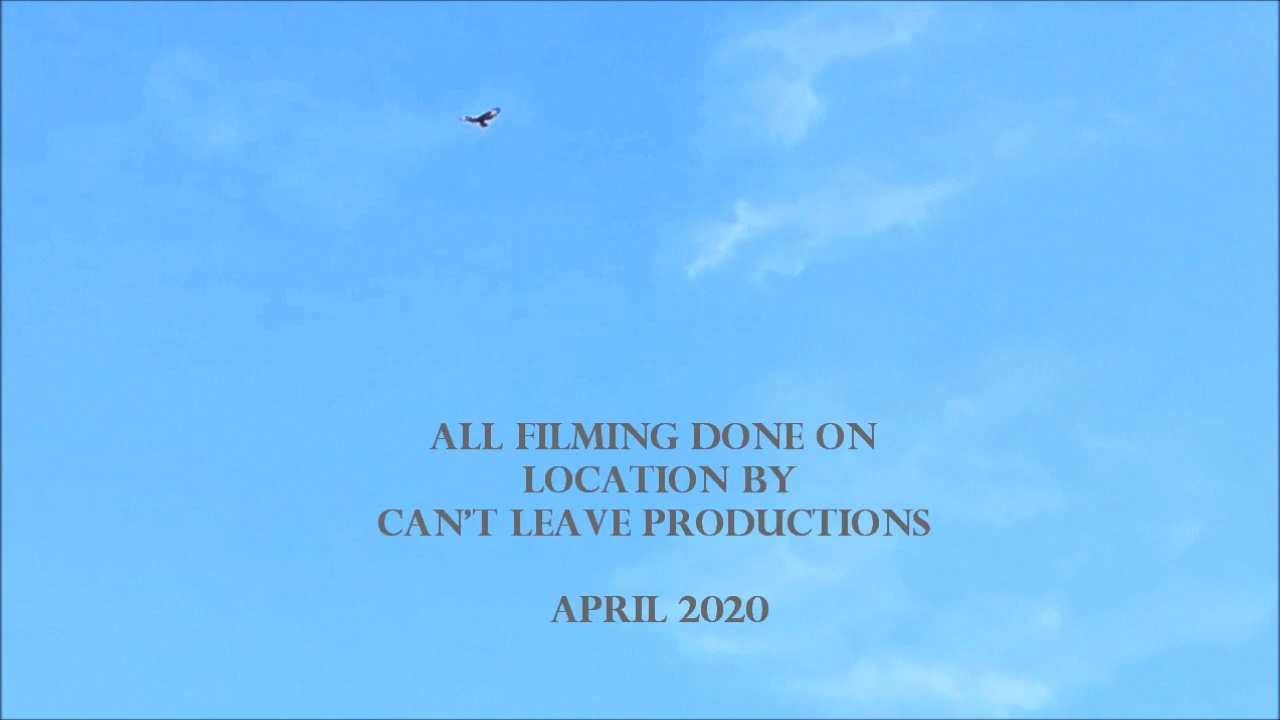 ALL FILMING DONE ON
LOCATION BY
CAN'T LEAVE PRODUCTIONS
APRIL 2020